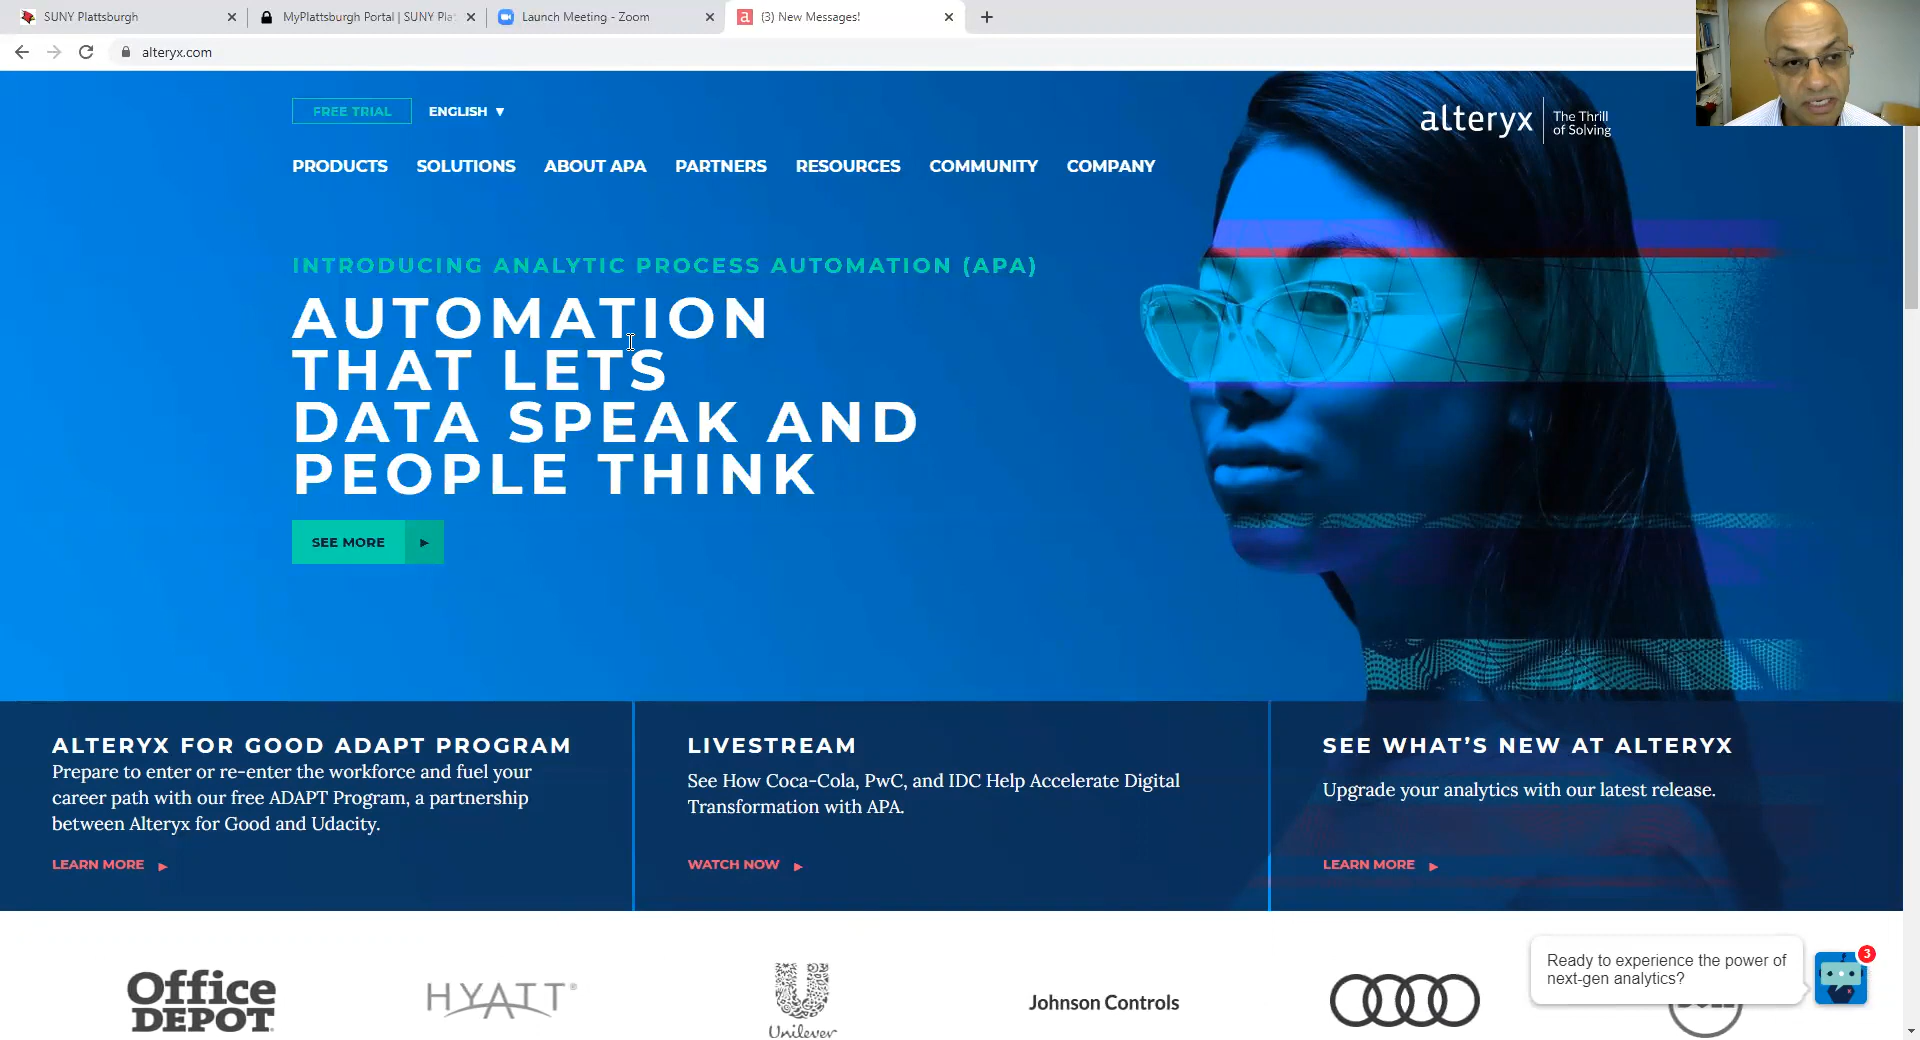 SUNY Plattsburgh
MyPlattsburgh Portal | SUNY Pla
Launch Meeting - Zoom
(3) New Messages!
alteryx.com
FREE TRIAL
ENGLISH ▼
alteryx
The Thrill
of Solving
PRODUCTS SOLUTIONS ABOUT APA PARTNERS RESOURCES COMMUNITY COMPANY
INTRODUCING ANALYTIC PROCESS AUTOMATION (APA)
AUTOMATION
THAT LETS
DATA SPEAK AND
PEOPLE THINK
SEE MORE
ALTERYX FOR GOOD ADAPT PROGRAM
Prepare to enter or re-enter the workforce and fuel your
career path with our free ADAPT Program, a partnership
between Alteryx for Good and Udacity.
LEARN MORE
LIVESTREAM
See How Coca-Cola, PwC, and IDC Help Accelerate Digital
Transformation with APA.
WATCH NOW
SEE WHAT'S NEW AT ALTERYX
Upgrade your analytics with our latest release.
LEARN MORE
Office
DEPOT
HYATT
Unilever
Johnson Controls
Ready to experience the power of
next-gen analytics?
3